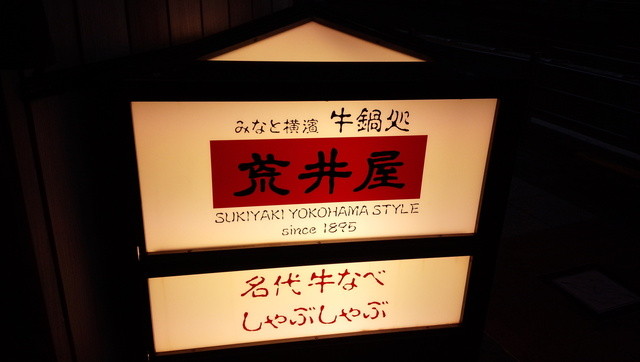 みなと横濱 牛鍋処
荒井屋
SUKIYAKI YOKOHAMA STYLE
since 1895
名代牛なべ
しゃぶしゃぶ